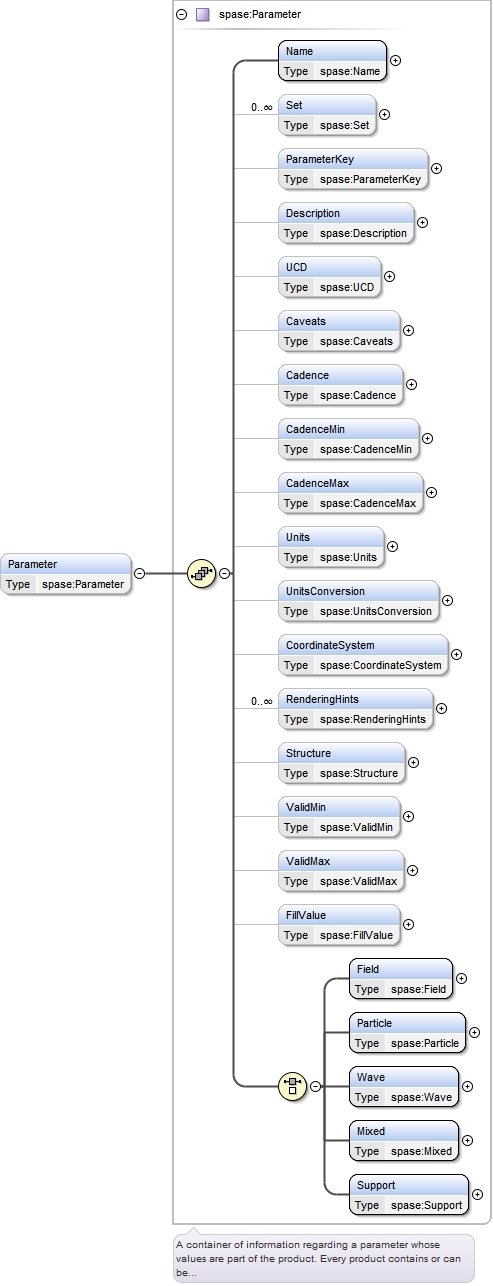 spase:Parameter
Name
Type spase:Name
0..∞
Set
Type spase:Set
ParameterKey
Type spase:ParameterKey
Description
Type spase:Description
UCD
Type spase:UCD
Caveats
Type spase:Caveats
Cadence
Type spase:Cadence
CadenceMin
Type spase:CadenceMin
CadenceMax
Type spase:CadenceMax
Units
Type spase:Units
Parameter
Type spase:Parameter
UnitsConversion
Type spase:UnitsConversion
CoordinateSystem
Type spase:CoordinateSystem
0..∞
RenderingHints
Type spase:RenderingHints
Structure
Type spase:Structure
ValidMin
Type spase:ValidMin
ValidMax
Type spase:ValidMax
FillValue
Type spase:FillValue
Field
Type spase:Field
Particle
Type spase:Particle
Wave
Type spase:Wave
Mixed
Type spase:Mixed
Support
Type spase:Support
A container of information regarding a parameter whose
values are part of the product. Every product contains or can
be...